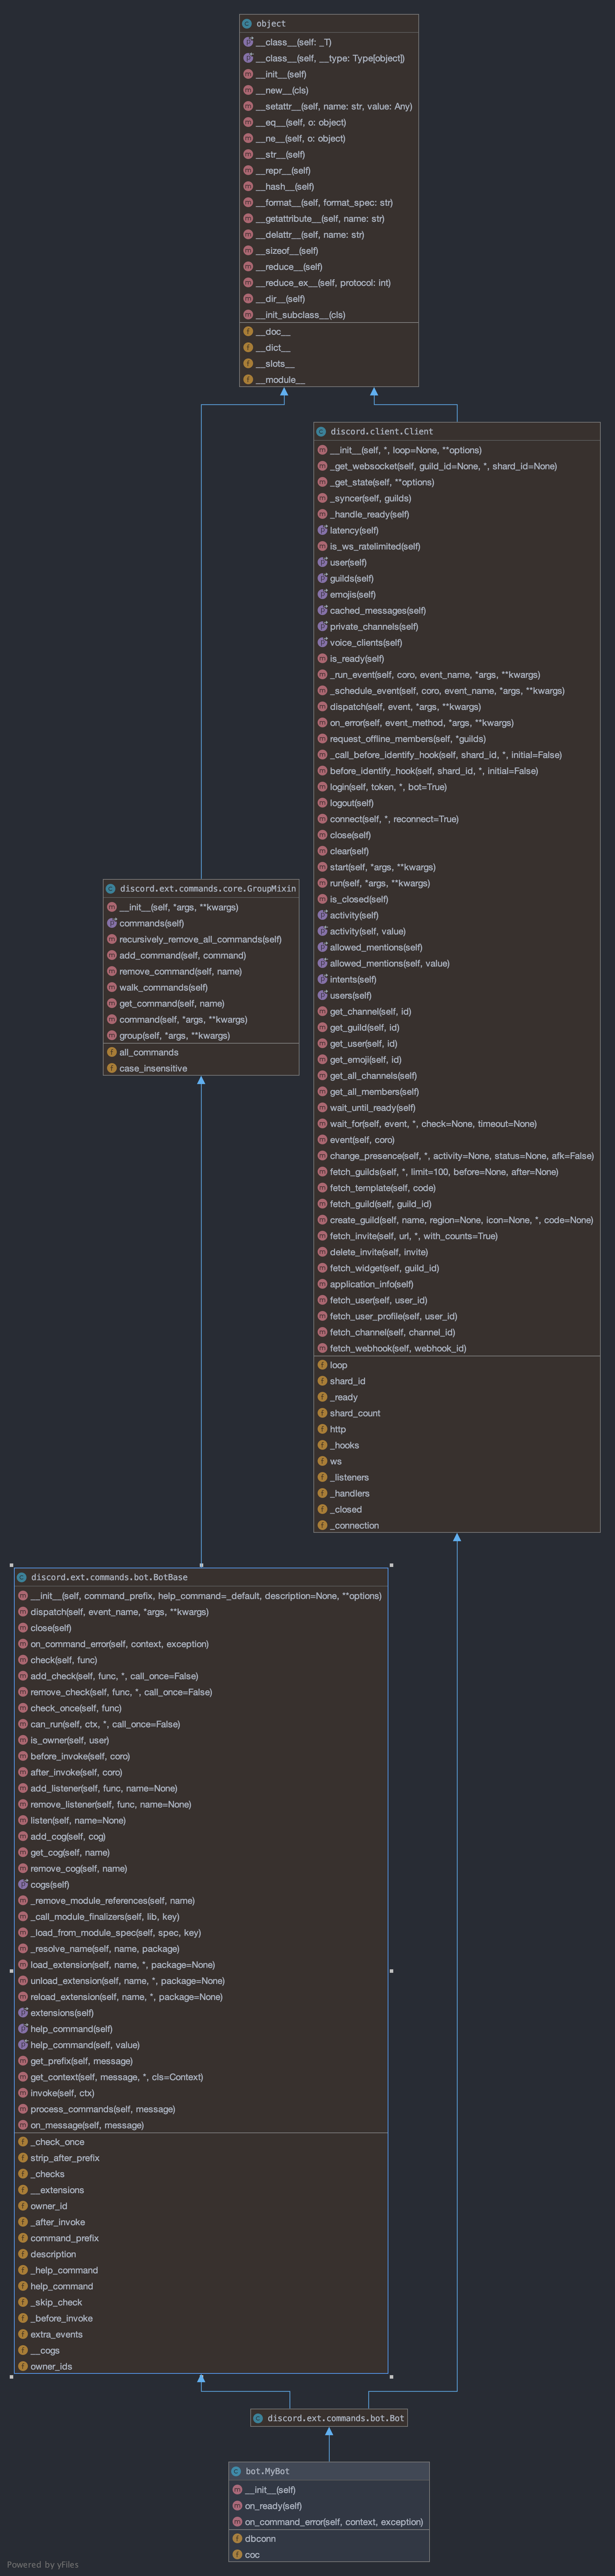 object
__class__(self: _T)
__class__(self, __type: Type[object])
__init__(self)
__new__(cls)
__setattr__(self, name: str, value: Any)
__eq__(self, o: object)
__ne__(self, o: object)
__str__(self)
__repr__(self)
__hash__(self)
__format__(self, format_spec: str)
__getattribute__(self, name: str)
__delattr__(self, name: str)
__sizeof__(self)
__reduce__(self)
__reduce_ex__(self, protocol: int)
__dir__(self)
__init_subclass__(cls)
__doc__
__dict__
__slots__
__module__
discord.client.Client
__init__(self, *, loop=None, **options)
_get_websocket(self, guild_id=None, *, shard_id=None)
_get_state(self, **options)
_syncer(self, guilds)
_handle_ready(self)
latency(self)
is_ws_ratelimited(self)
user(self)
guilds(self)
emojis(self)
cached_messages(self)
private_channels(self)
voice_clients(self)
is_ready(self)
_run_event(self, coro, event_name, *args, **kwargs)
_schedule_event(self, coro, event_name, *args, **kwargs)
dispatch(self, event, *args, **kwargs)
on_error(self, event_method, *args, **kwargs)
request_offline_members(self, *guilds)
_call_before_identify_hook(self, shard_id, *, initial=False)
before_identify_hook(self, shard_id, *, initial=False)
login(self, token, *, bot=True)
logout(self)
connect(self, *, reconnect=True)
close(self)
clear(self)
start(self, *args, **kwargs)
run(self, *args, **kwargs)
is_closed(self)
activity(self)
activity(self, value)
allowed_mentions(self)
allowed_mentions(self, value)
intents(self)
users(self)
get_channel(self, id)
get_guild(self, id)
get_user(self, id)
get_emoji(self, id)
get_all_channels(self)
get_all_members(self)
wait_until_ready(self)
wait_for(self, event, *, check=None, timeout=None)
event(self, coro)
change_presence(self, *, activity=None, status=None, afk=False)
fetch_guilds(self, *, limit=100, before=None, after=None)
fetch_template(self, code)
fetch_guild(self, guild_id)
create_guild(self, name, region=None, icon=None, *, code=None)
fetch_invite(self, url, *, with_counts=True)
delete_invite(self, invite)
fetch_widget(self, guild_id)
application_info(self)
fetch_user(self, user_id)
fetch_user_profile(self, user_id)
fetch_channel(self, channel_id)
fetch_webhook(self, webhook_id)
loop
shard_id
_ready
shard_count
http
_hooks
ws
_listeners
_handlers
_closed
_connection
discord.ext.commands.core.GroupMixin
__init__(self, *args, **kwargs)
commands(self)
recursively_remove_all_commands(self)
add_command(self, command)
remove_command(self, name)
walk_commands(self)
get_command(self, name)
command(self, *args, **kwargs)
group(self, *args, **kwargs)
all_commands
case_insensitive
discord.ext.commands.bot.BotBase
__init__(self, command_prefix, help_command=_default, description=None, **options)
dispatch(self, event_name, *args, **kwargs)
close(self)
on_command_error(self, context, exception)
check(self, func)
add_check(self, func, *, call_once=False)
remove_check(self, func, *, call_once=False)
check_once(self, func)
can_run(self, ctx, *, call_once=False)
is_owner(self, user)
before_invoke(self, coro)
after_invoke(self, coro)
add_listener(self, func, name=None)
remove_listener(self, func, name=None)
listen(self, name=None)
add_cog(self, cog)
get_cog(self, name)
remove_cog(self, name)
cogs(self)
_remove_module_references(self, name)
_call_module_finalizers(self, lib, key)
_load_from_module_spec(self, spec, key)
_resolve_name(self, name, package)
load_extension(self, name, *, package=None)
unload_extension(self, name, *, package=None)
reload_extension(self, name, *, package=None)
extensions(self)
help_command(self)
help_command(self, value)
get_prefix(self, message)
get_context(self, message, *, cls=Context)
invoke(self, ctx)
process_commands(self, message)
on_message(self, message)
_check_once
strip_after_prefix
_checks
__extensions
owner_id
_after_invoke
command_prefix
description
_help_command
help_command
_skip_check
_before_invoke
extra_events
__cogs
owner_ids
discord.ext.commands.bot.Bot
bot.MyBot
__init__(self)
on_ready(self)
on_command_error(self, context, exception)
dbconn
coc
Powered by yFiles